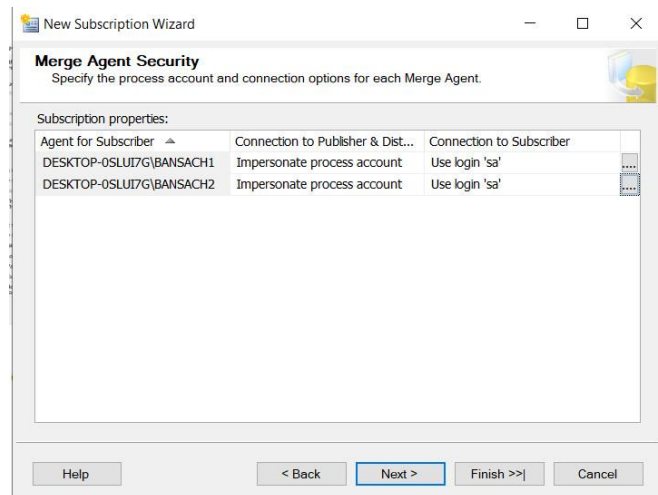 New Subscription Wizard
Merge Agent Security
Specify the process account and connection options for each Merge Agent.
Subscription properties:
Agent for Subscriber Connection to Publisher & Dist... Connection to Subscriber
DESKTOP-0SLUI7G\BANSACH1 Impersonate process account Use login 'sa' ....
DESKTOP-0SLUI7G\BANSACH2 Impersonate process account Use login 'sa' ....
Help < Back Next > Finish >>| Cancel